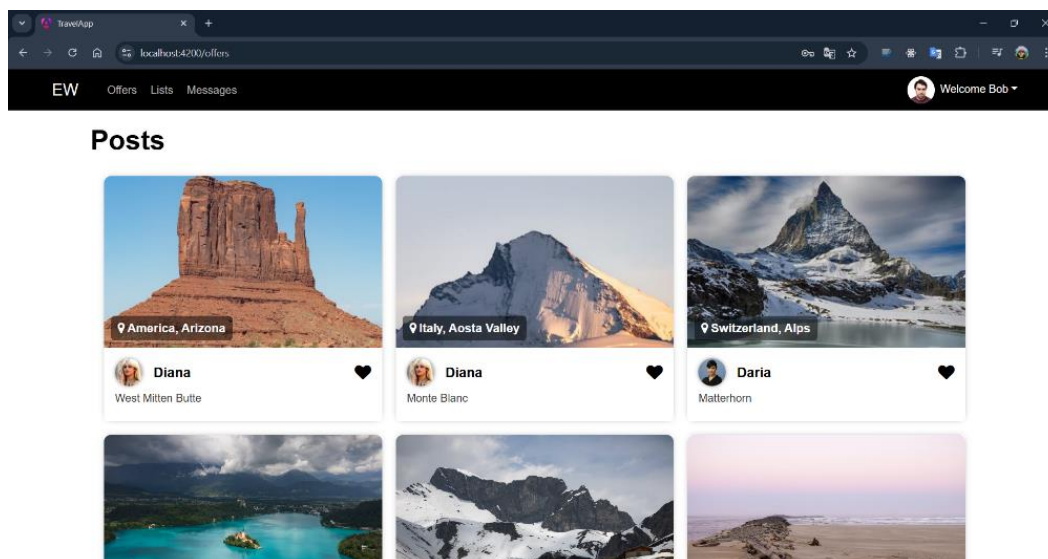 TravelApp
localhost:4200/offers
EW Offers Lists Messages Welcome Bob
Posts
America, Arizona
Italy, Aosta Valley
Switzerland, Alps
Diana
Diana
Daria
West Mitten Butte
Monte Blanc
Matterhorn